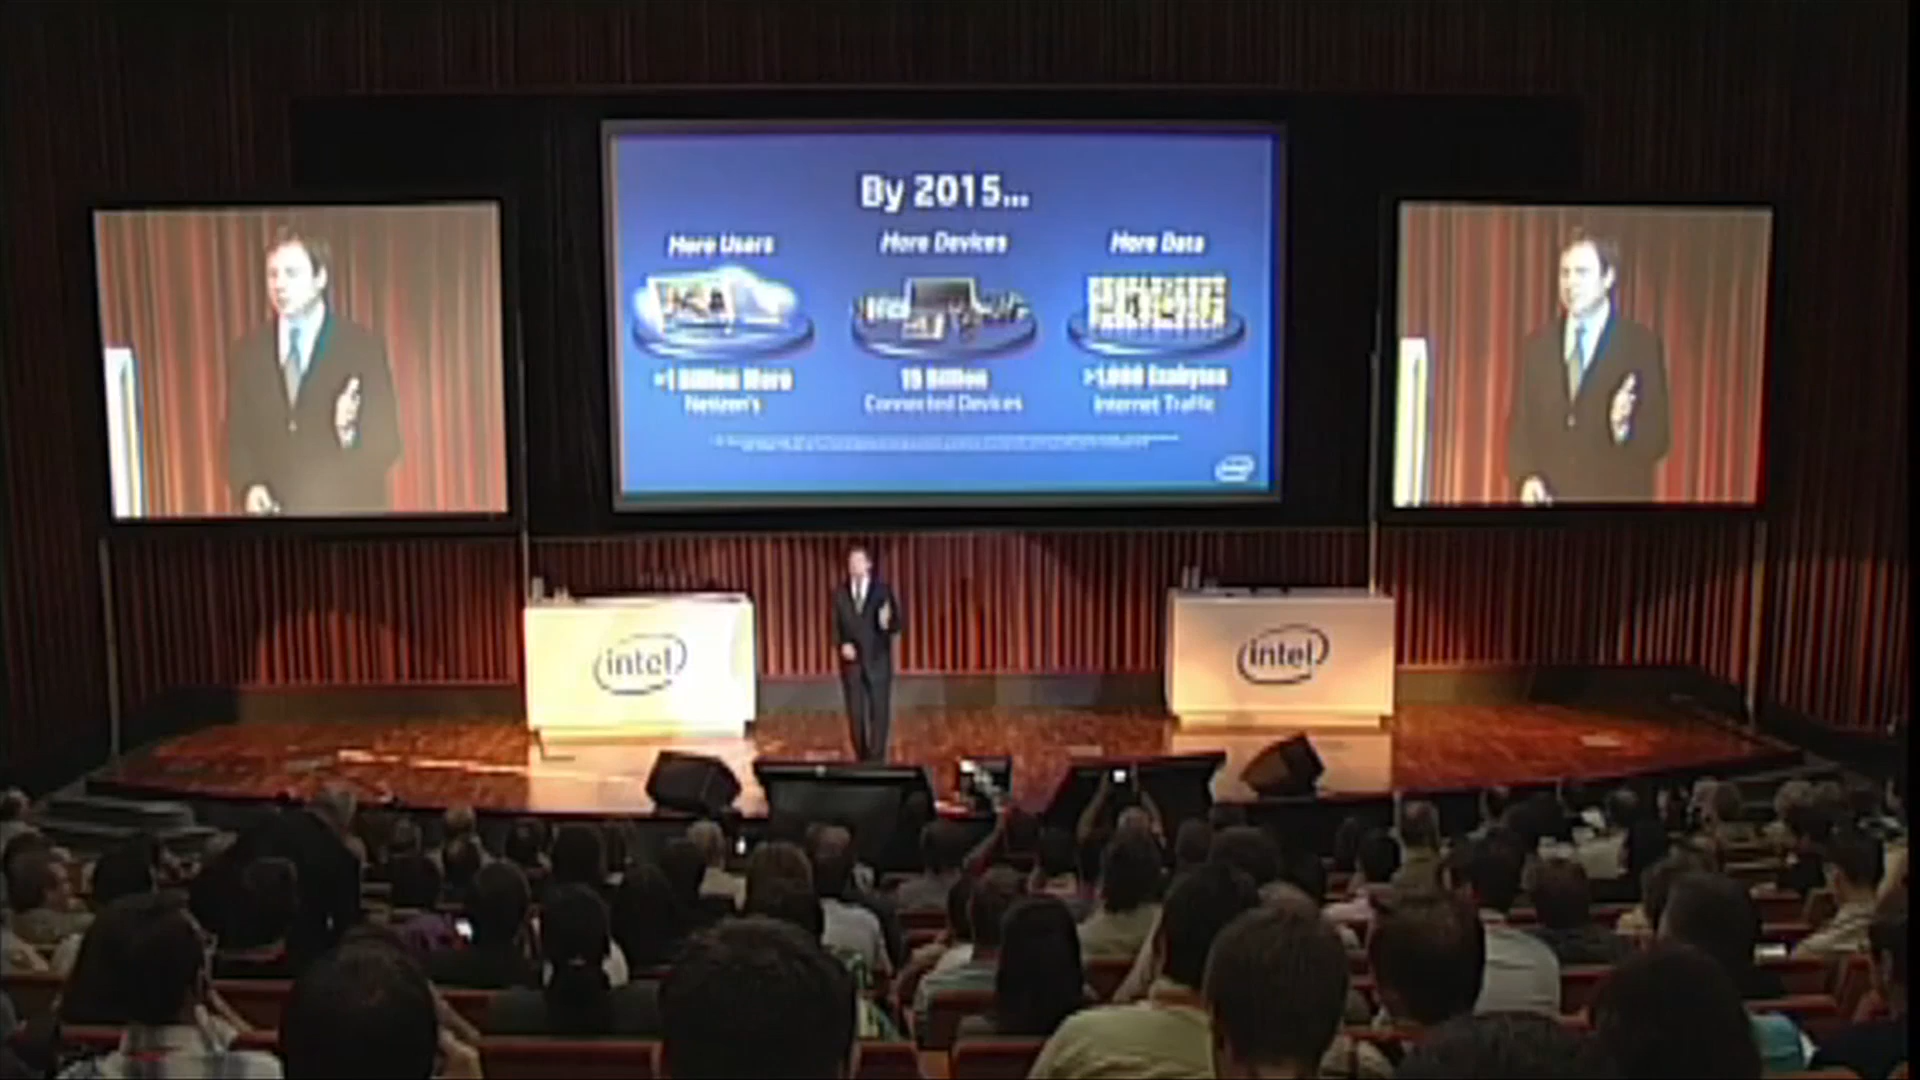 By 2015...
More Users
More Devices
More Data
>1 Billion More
Netizen's
15 Billion
Connected Devices
>1,000 Exabytes
Internet Traffic
intel
intel
intel